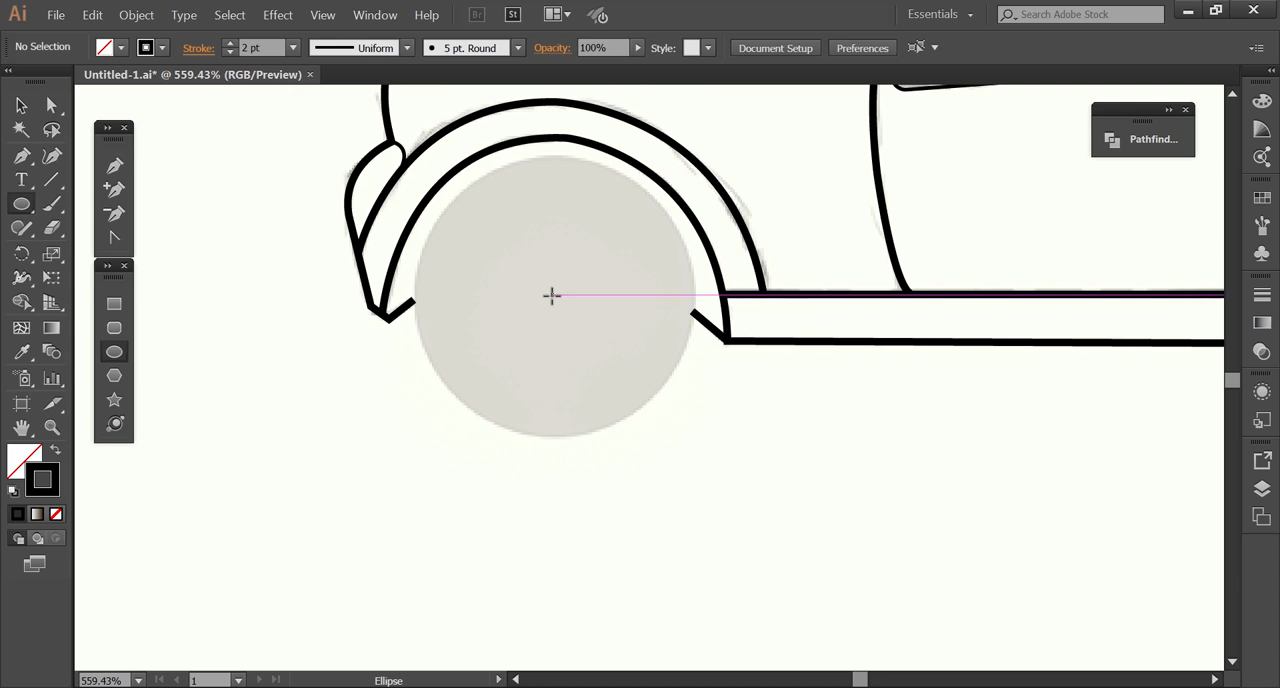 Ai File Edit Object Type Select Effect View Window Help Br St Essentials Search Adobe Stock
No Selection Stroke: 2 pt Uniform 5 pt. Round Opacity: 100% Style: Document Setup Preferences
Untitled-1.ai* @ 559.43% (RGB/Preview) ×
Pathfind...
T
559.43% 1 Ellipse